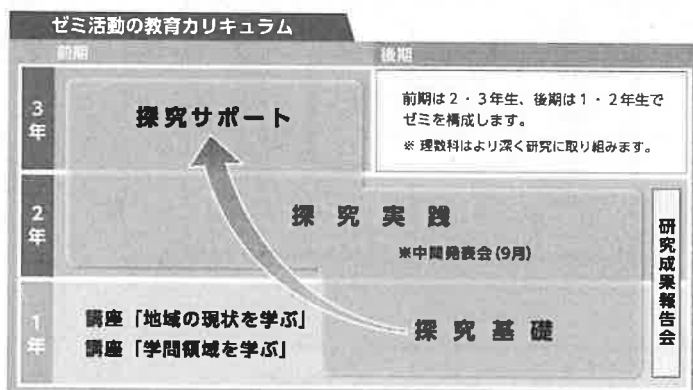 ゼミ活動の教育カリキュラム
前期
後期
3年
探究サポート
前期は2・3年生、後期は1・2年生で
ゼミを構成します。
※ 理数科はより深く研究に取り組みます。
2年
探究実践
※中間発表会(9月)
研究成果報告会
1年
講座「地域の現状を学ぶ」
講座「学問領域を学ぶ」
探究基礎